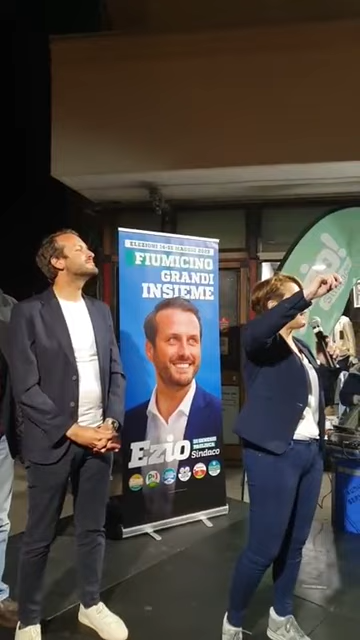 ELEZIONI 14-15 MAGGIO 2023
FIUMICINO
GRANDI
INSIEME
Ezio
Sindaco